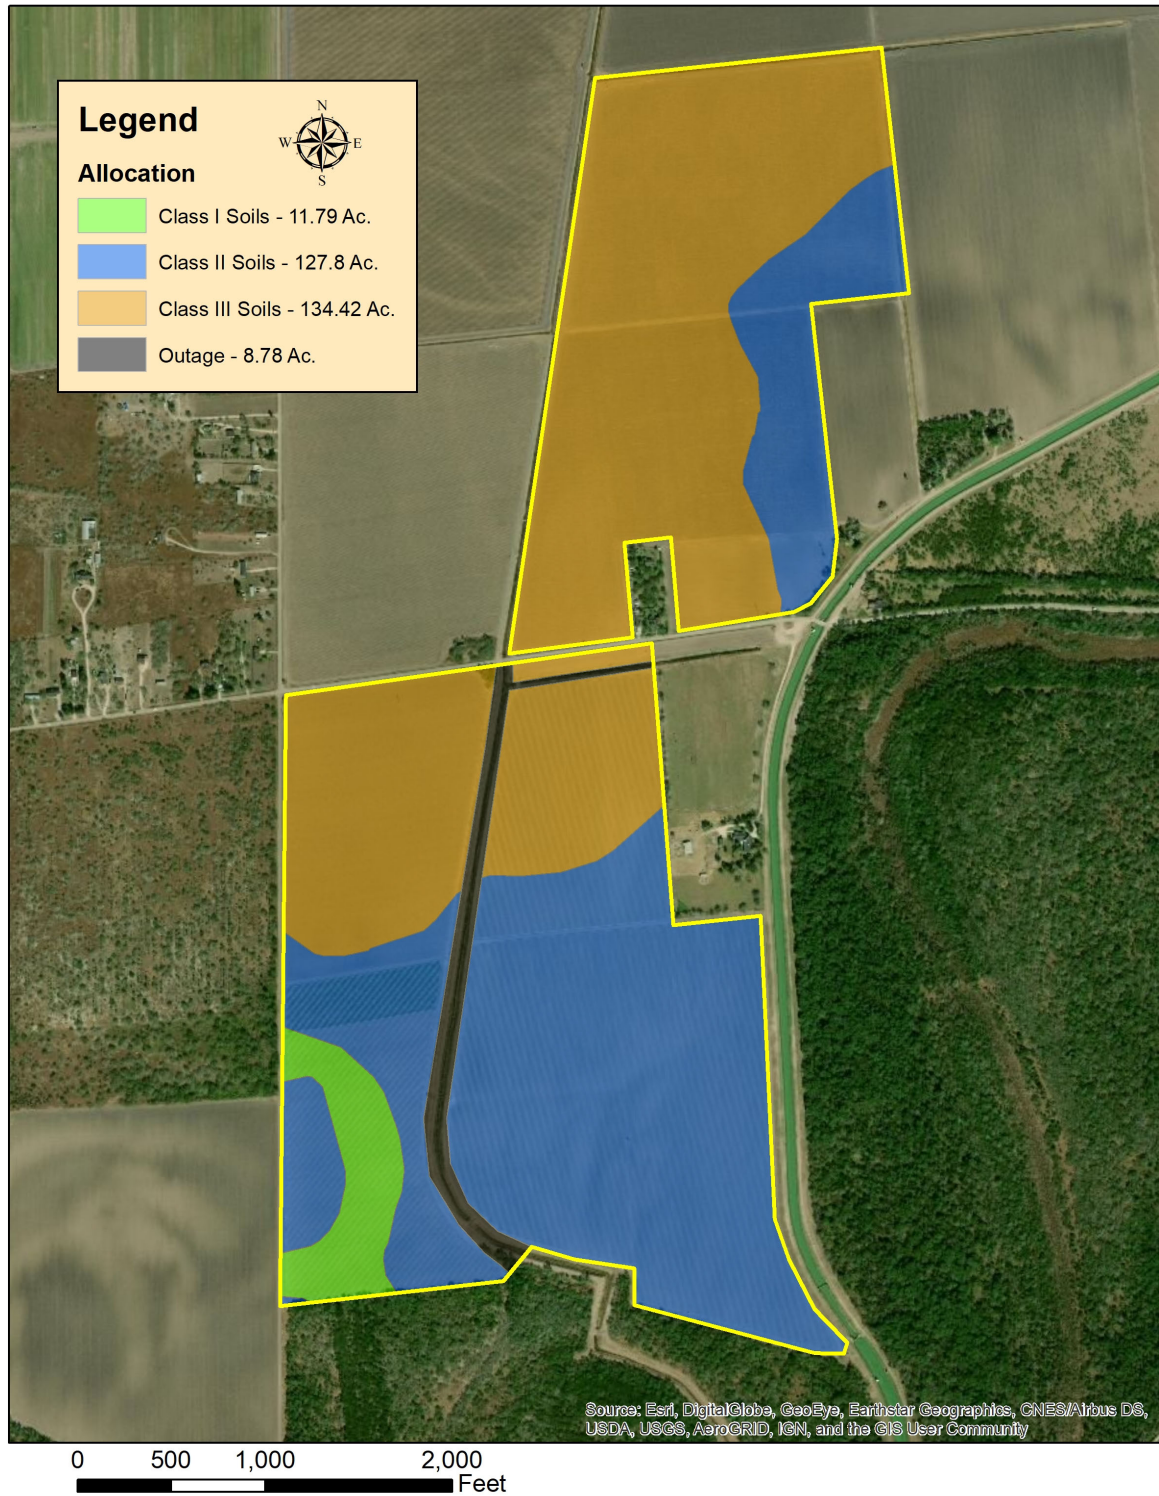 Legend
N
W E
S
Allocation
Class I Soils - 11.79 Ac.
Class II Soils - 127.8 Ac.
Class III Soils - 134.42 Ac.
Outage - 8.78 Ac.
Source: Esri, DigitalGlobe, GeoEye, Earthstar Geographics, CNES/Airbus DS,
USDA, USGS, AeroGRID, IGN, and the GIS User Community
0 500 1,000 2,000
Feet